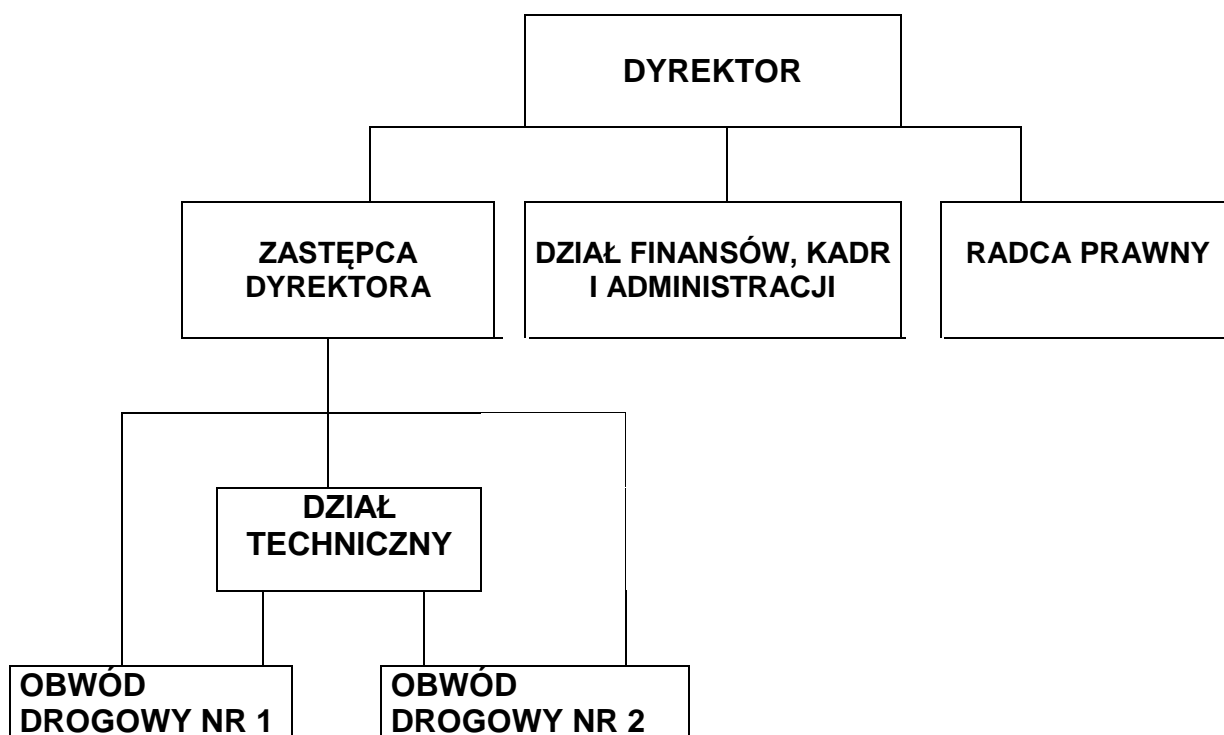 DYREKTOR
ZASTĘPCA
DYREKTORA
DZIAŁ FINANSÓW, KADR
I ADMINISTRACJI
RADCA PRAWNY
DZIAŁ
TECHNICZNY
OBWÓD
DROGOWY NR 1
OBWÓD
DROGOWY NR 2